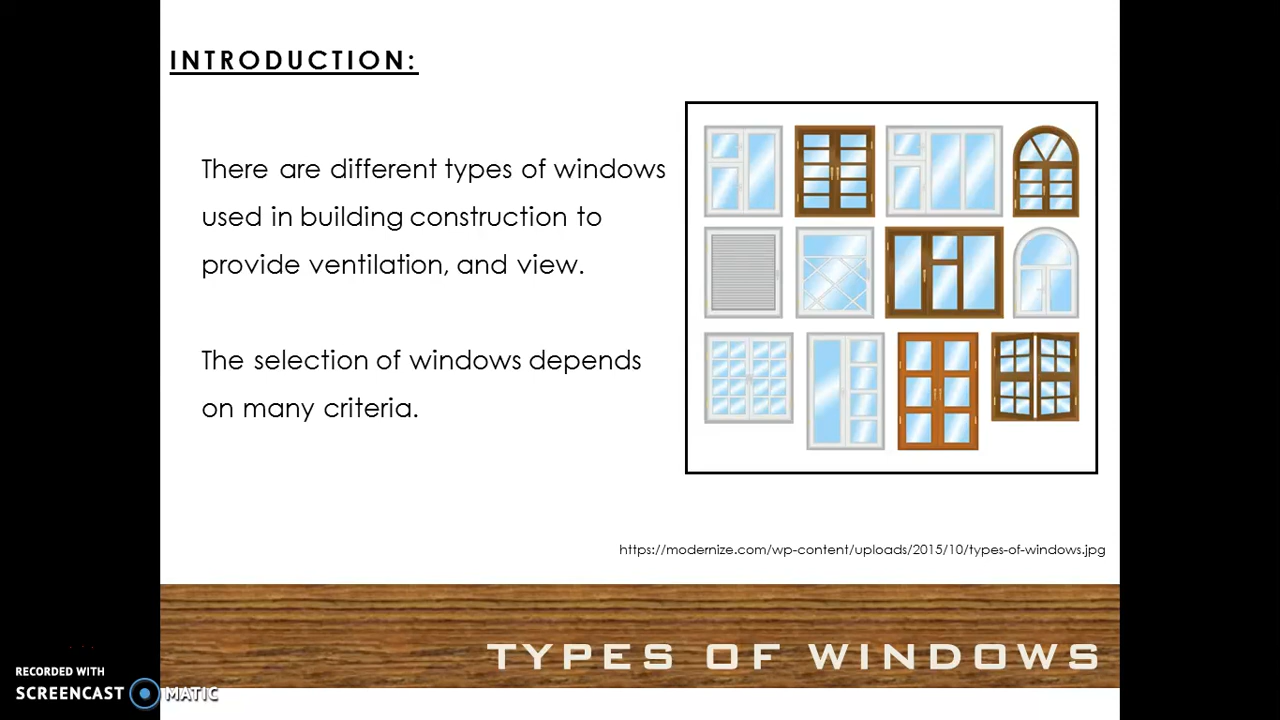 INTRODUCTION:
There are different types of windows
used in building construction to
provide ventilation, and view.
The selection of windows depends
on many criteria.
https://modernize.com/wp-content/uploads/2015/10/types-of-windows.jpg
TYPES OF WINDOWS
RECORDED WITH
SCREENCAST MATIC